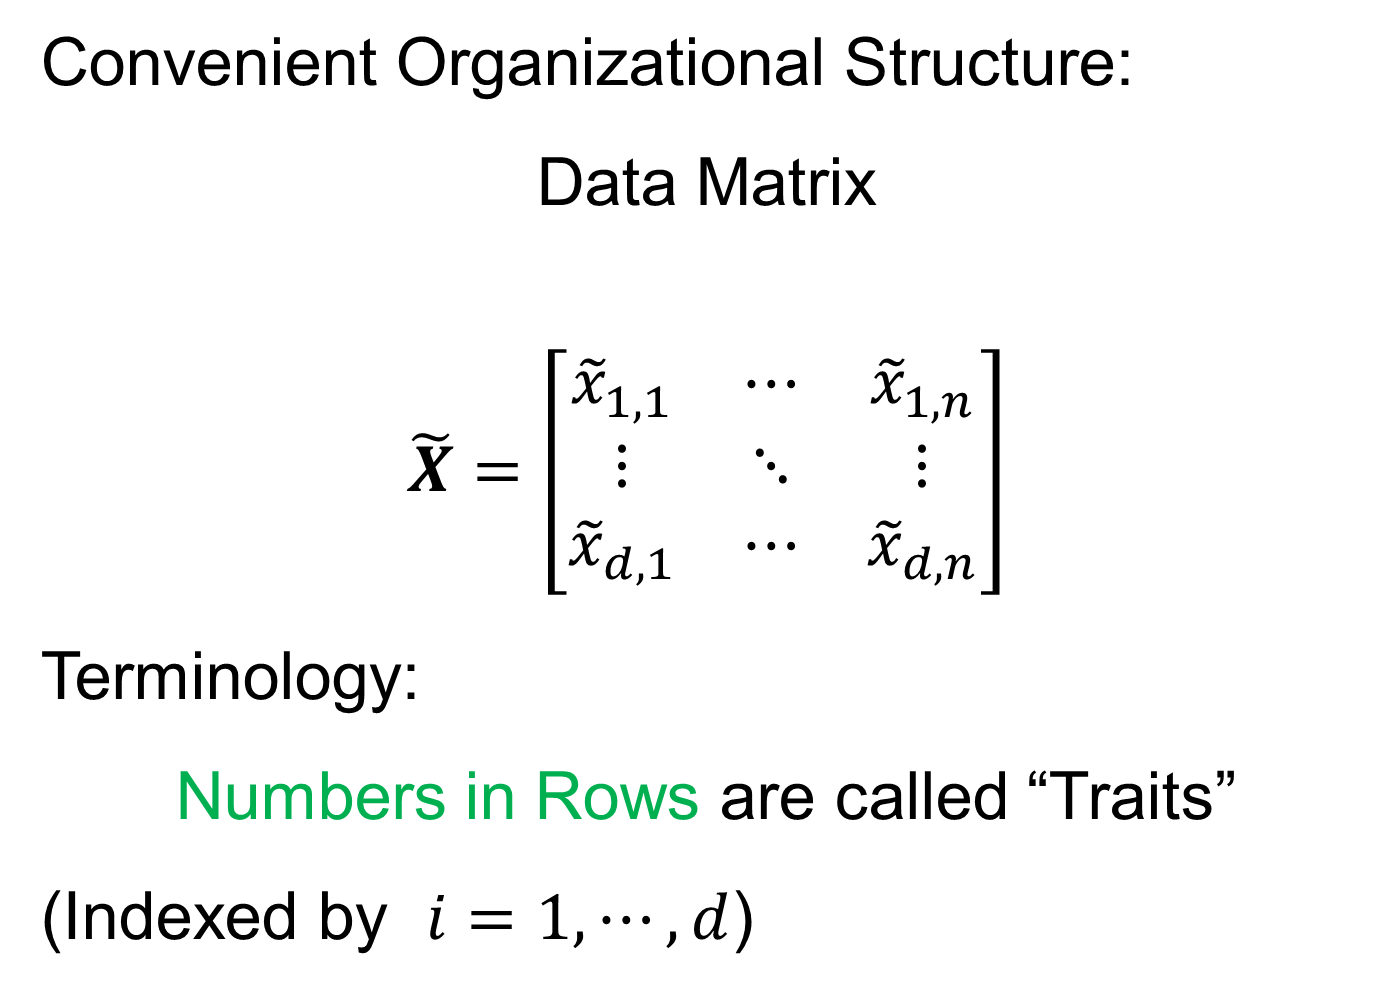 Convenient Organizational Structure:
Data Matrix
x̃1,1 ⋯ x̃1,n
X̃ = ⋮ ⋱ ⋮
x̃d,1 ⋯ x̃d,n
Terminology:
Numbers in Rows are called “Traits”
(Indexed by i = 1, ⋯ , d)